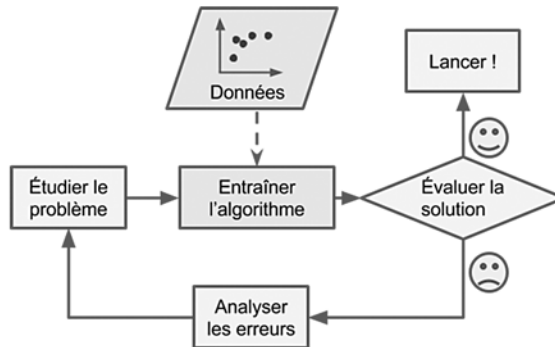 Données
Lancer !
Étudier le
problème
Entraîner
l'algorithme
Évaluer la
solution
Analyser
les erreurs